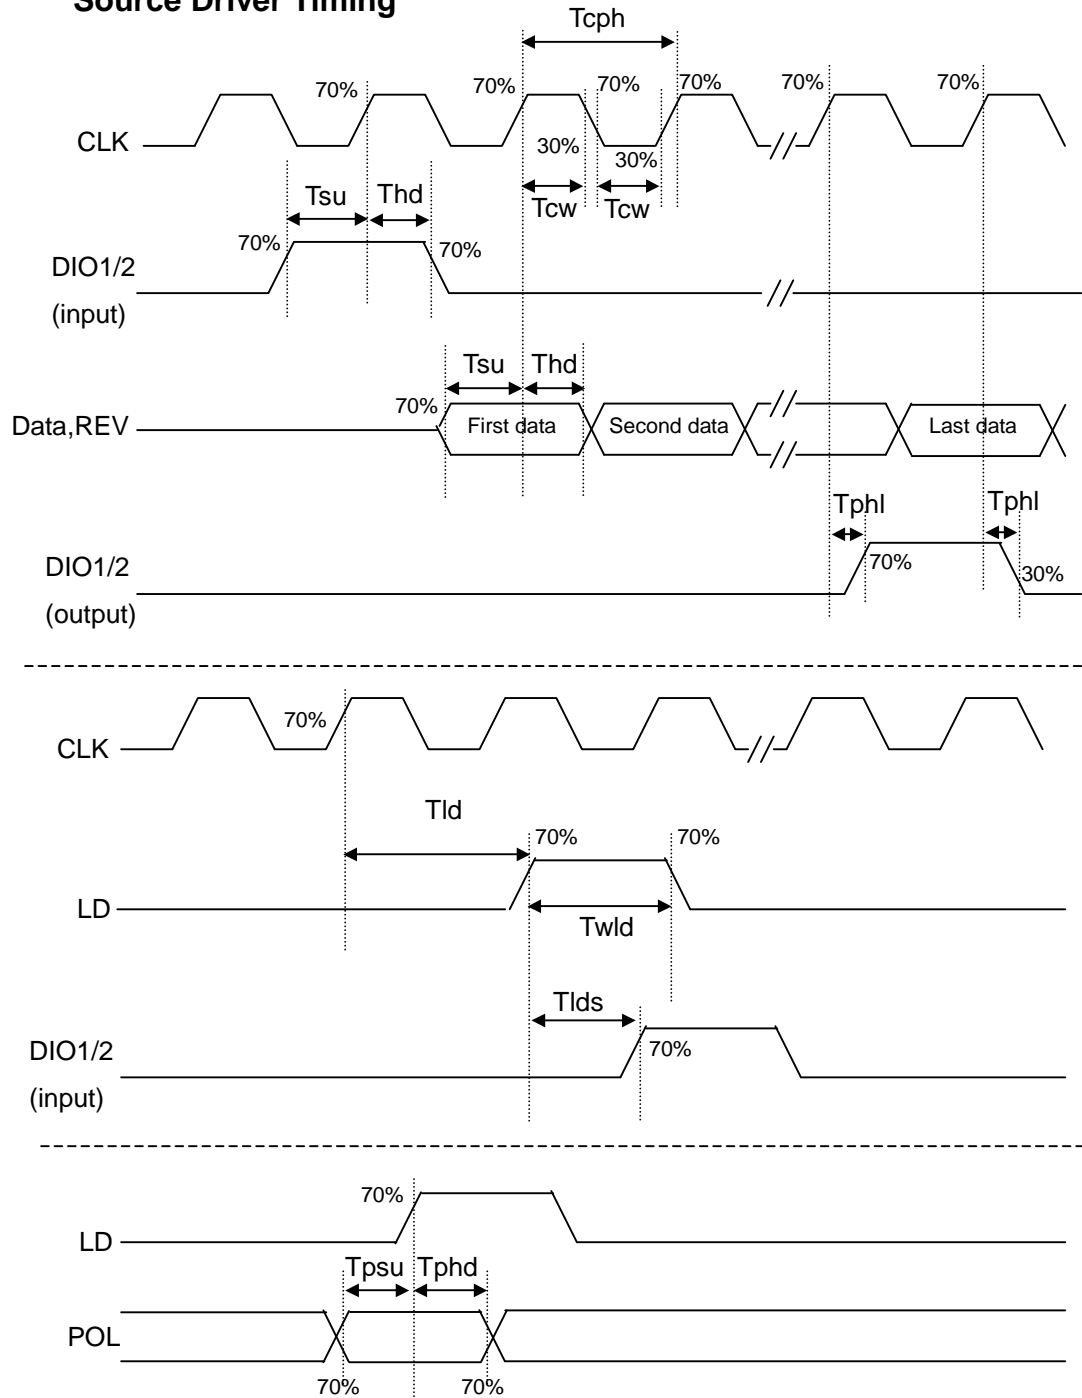 Source Driver Timing
Tcph
70% 70% 70% 70% 70% 70%
CLK
30% 30%
Tsu Thd Tcw Tcw
70% 70%
DIO1/2
(input)
Tsu Thd
70%
Data,REV First data Second data Last data
Tphl Tphl
DIO1/2 70% 30%
(output)
70%
CLK
Tld
70% 70%
LD
Twld
Tlds
DIO1/2 70%
(input)
70%
LD
Tpsu Tphd
POL
70% 70%